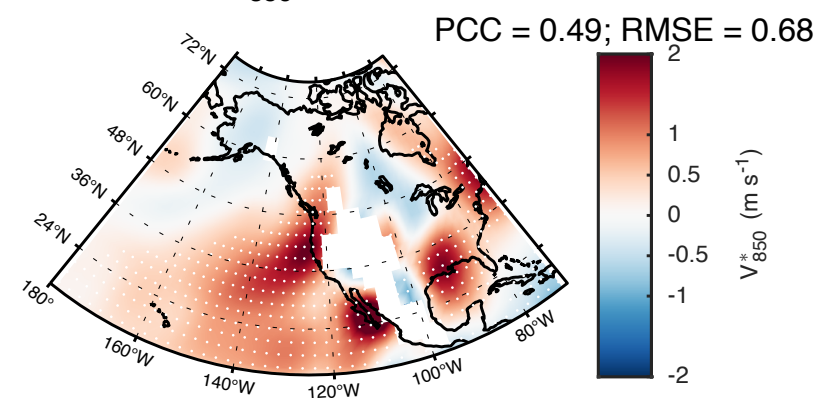 PCC = 0.49; RMSE = 0.68
72°N
60°N
48°N
36°N
24°N
180°
160°W
140°W
120°W
100°W
80°W
2
1
0.5
0
-0.5
-1
-2
V*850 (m s-1)